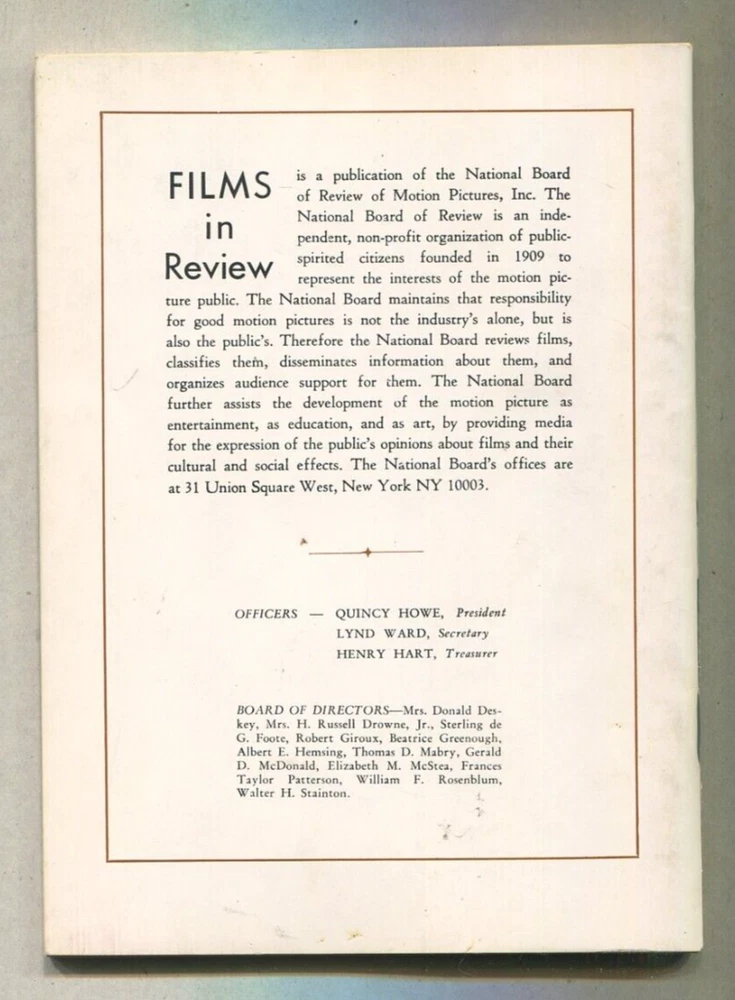 FILMS
in
Review
is a publication of the National Board
of Review of Motion Pictures, Inc. The
National Board of Review is an inde-
pendent, non-profit organization of public-
spirited citizens founded in 1909 to
represent the interests of the motion pic-
ture public. The National Board maintains that responsibility
for good motion pictures is not the industry's alone, but is
also the public's. Therefore the National Board reviews films,
classifies them, disseminates information about them, and
organizes audience support for them. The National Board
further assists the development of the motion picture as
entertainment, as education, and as art, by providing media
for the expression of the public's opinions about films and their
cultural and social effects. The National Board's offices are
at 31 Union Square West, New York NY 10003.
OFFICERS — QUINCY HOWE, President
LYND WARD, Secretary
HENRY HART, Treasurer
BOARD OF DIRECTORS—Mrs. Donald Des-
key, Mrs. H. Russell Drowne, Jr., Sterling de
G. Foote, Robert Giroux, Beatrice Greenough,
Albert E. Hemsing, Thomas D. Mabry, Gerald
D. McDonald, Elizabeth M. McStea, Frances
Taylor Patterson, William F. Rosenblum,
Walter H. Stainton.